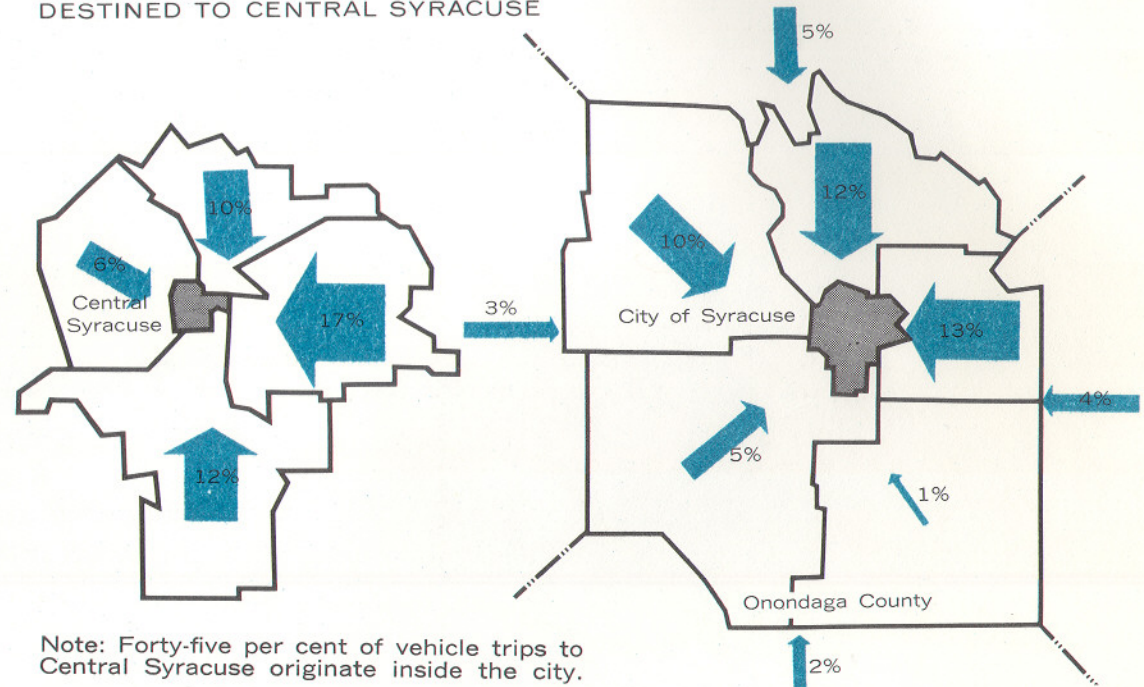 DESTINED TO CENTRAL SYRACUSE
5%
10%
12%
6%
10%
Central
Syracuse
3%
City of Syracuse
17%
13%
4%
5%
12%
1%
Onondaga County
Note: Forty-five per cent of vehicle trips to
Central Syracuse originate inside the city.
2%